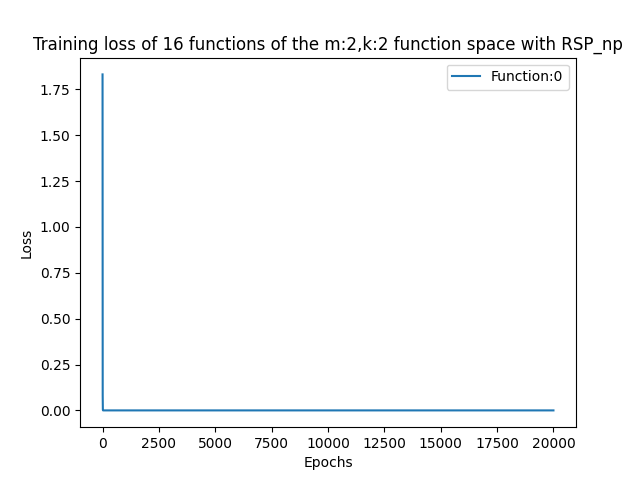 Training loss of 16 functions of the m:2,k:2 function space with RSP_np
Function:0
1.75
1.50
1.25
1.00
0.75
0.50
0.25
0.00
Loss
0 2500 5000 7500 10000 12500 15000 17500 20000
Epochs